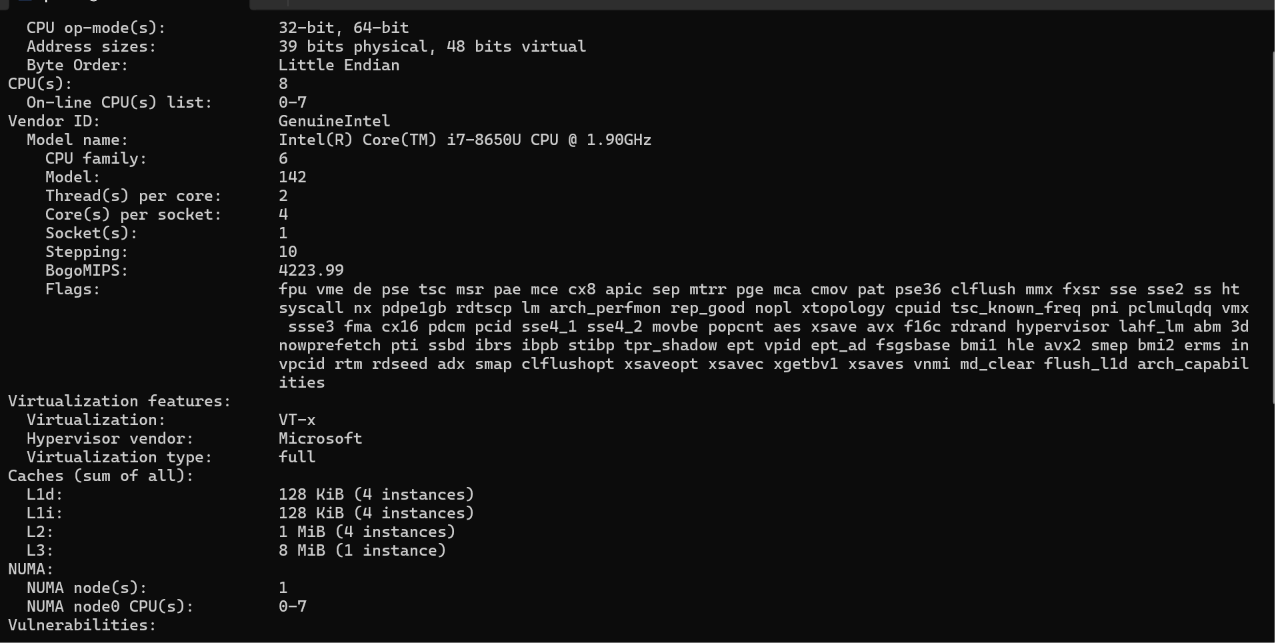 CPU op-mode(s): 32-bit, 64-bit
Address sizes: 39 bits physical, 48 bits virtual
Byte Order: Little Endian
CPU(s): 8
On-line CPU(s) list: 0-7
Vendor ID: GenuineIntel
Model name: Intel(R) Core(TM) i7-8650U CPU @ 1.90GHz
CPU family: 6
Model: 142
Thread(s) per core: 2
Core(s) per socket: 4
Socket(s): 1
Stepping: 10
BogoMIPS: 4223.99
Flags: fpu vme de pse tsc msr pae mce cx8 apic sep mtrr pge mca cmov pat pse36 clflush mmx fxsr sse sse2 ss ht
syscall nx pdpe1gb rdtscp lm arch_perfmon rep_good nopl xtopology cpuid tsc_known_freq pni pclmulqdq vmx
ssse3 fma cx16 pdcm pcid sse4_1 sse4_2 movbe popcnt aes xsave avx f16c rdrand hypervisor lahf_lm abm 3d
nowprefetch pti ssbd ibrs ibpb stibp tpr_shadow ept vpid ept_ad fsgsbase bmi1 hle avx2 smep bmi2 erms in
vpcid rtm rdseed adx smap clflushopt xsaveopt xsavec xgetbv1 xsaves vnmi md_clear flush_l1d arch_capabil
ities
Virtualization features:
Virtualization: VT-x
Hypervisor vendor: Microsoft
Virtualization type: full
Caches (sum of all):
L1d: 128 KiB (4 instances)
L1i: 128 KiB (4 instances)
L2: 1 MiB (4 instances)
L3: 8 MiB (1 instance)
NUMA:
NUMA node(s): 1
NUMA node0 CPU(s): 0-7
Vulnerabilities: